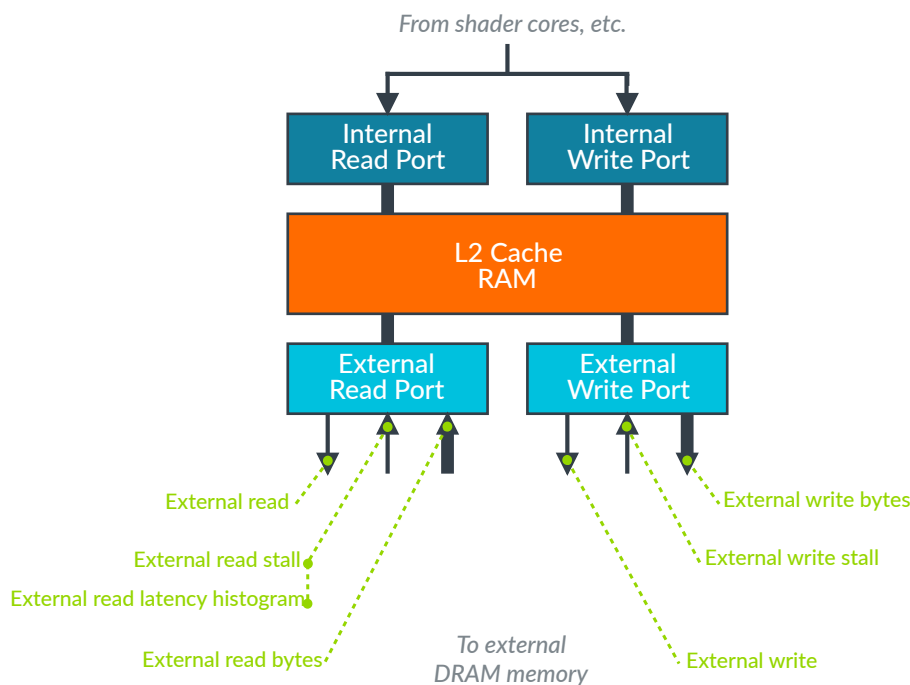 From shader cores, etc.
Internal
Read Port
Internal
Write Port
L2 Cache
RAM
External
Read Port
External
Write Port
External read
External write bytes
External read stall
External write stall
External read latency histogram
External read bytes
External write
To external
DRAM memory